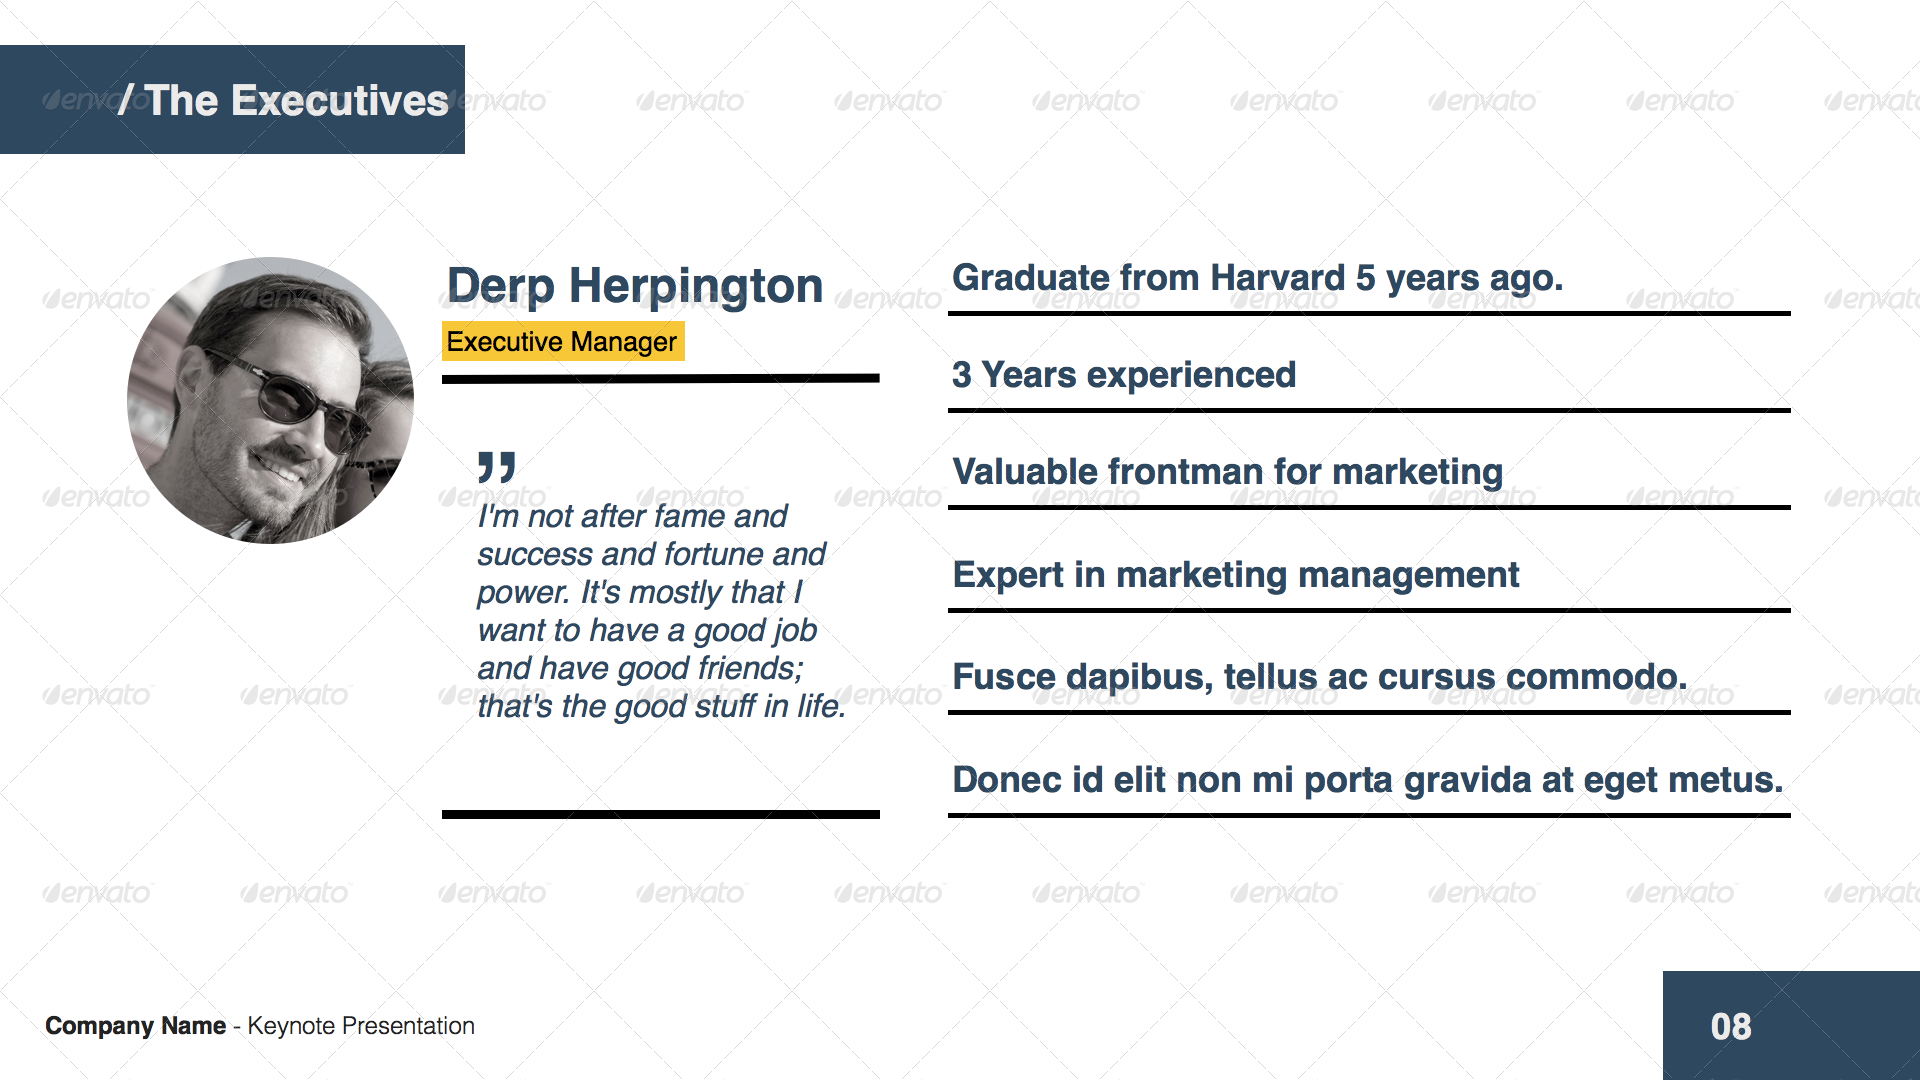 / The Executives
Derp Herpington
Executive Manager
”
I'm not after fame and
success and fortune and
power. It's mostly that I
want to have a good job
and have good friends;
that's the good stuff in life.
Graduate from Harvard 5 years ago.
3 Years experienced
Valuable frontman for marketing
Expert in marketing management
Fusce dapibus, tellus ac cursus commodo.
Donec id elit non mi porta gravida at eget metus.
Company Name - Keynote Presentation
08
envato